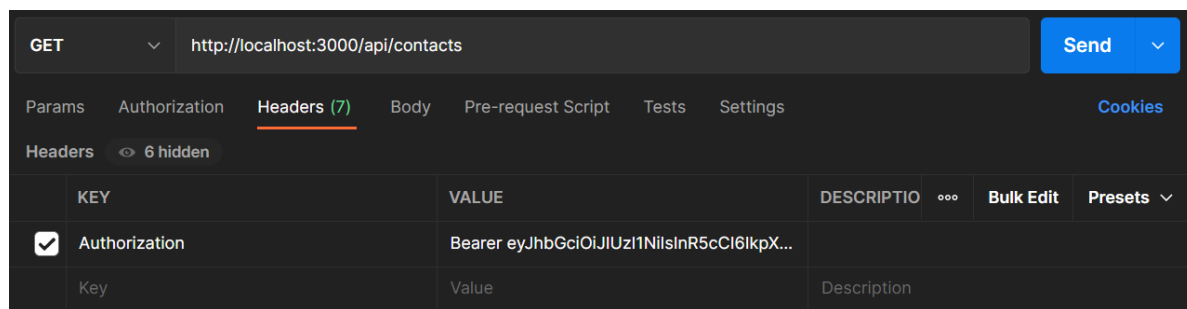 GET http://localhost:3000/api/contacts Send
Params Authorization Headers (7) Body Pre-request Script Tests Settings Cookies
Headers 6 hidden
KEY VALUE DESCRIPTIO ooo Bulk Edit Presets
Authorization Bearer eyJhbGciOiJIUzI1NiIsInR5cCI6IkpX...
Key Value Description